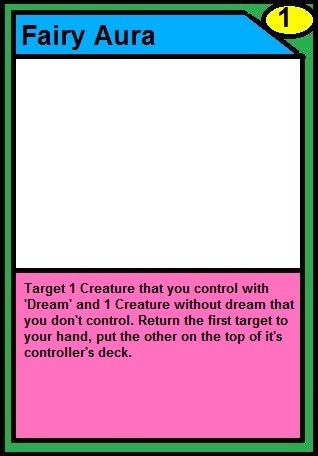 Fairy Aura
1
Target 1 Creature that you control with
'Dream' and 1 Creature without dream that
you don't control. Return the first target to
your hand, put the other on the top of it's
controller's deck.